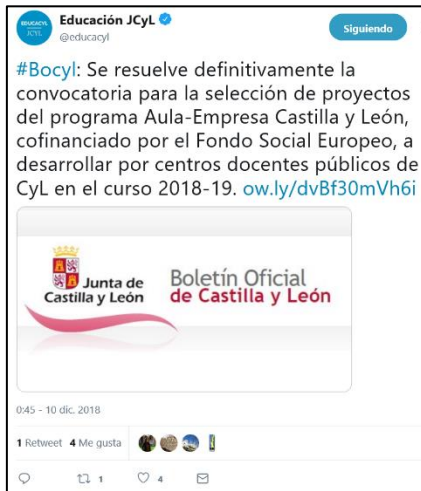 EDUCACYL
JCYL
Educación JCyL
@educacyl
Siguiendo
#Bocyl: Se resuelve definitivamente la
convocatoria para la selección de proyectos
del programa Aula-Empresa Castilla y León,
cofinanciado por el Fondo Social Europeo, a
desarrollar por centros docentes públicos de
CyL en el curso 2018-19. ow.ly/dvBf30mVh6i
Junta de
Castilla y León
Boletín Oficial
de Castilla y León
0:45 - 10 dic. 2018
1 Retweet 4 Me gusta
1 4